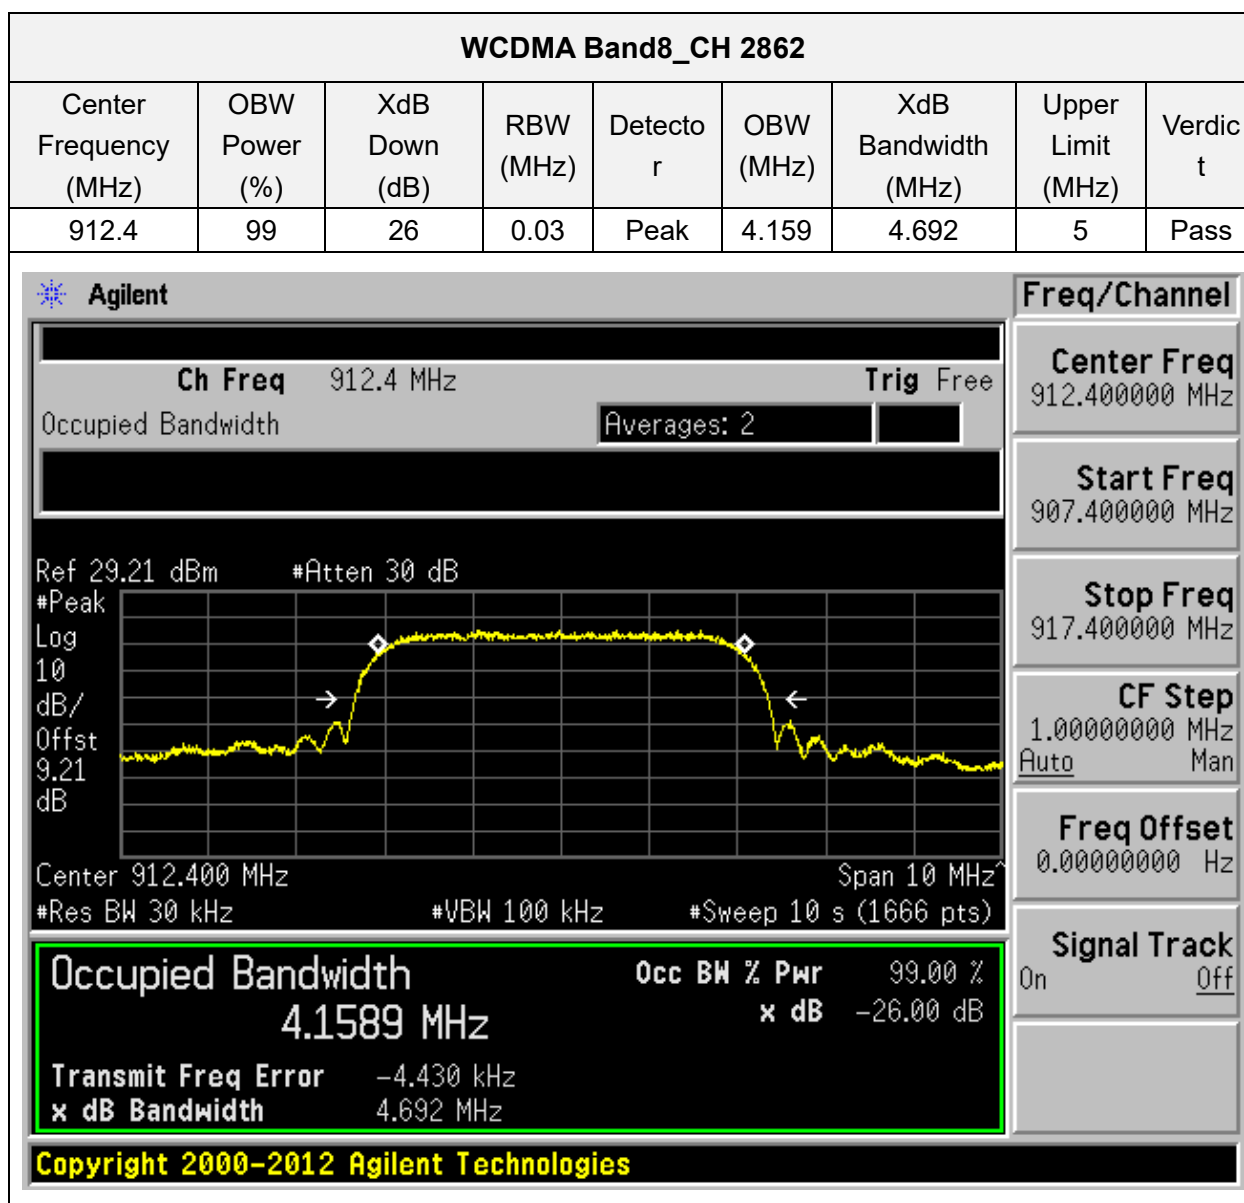 WCDMA Band8_CH 2862
Center Frequency (MHz) OBW Power (%) XdB Down (dB) RBW (MHz) Detector OBW (MHz) XdB Bandwidth (MHz) Upper Limit (MHz) Verdict
912.4 99 26 0.03 Peak 4.159 4.692 5 Pass
Agilent
Freq/Channel
Ch Freq 912.4 MHz Trig Free
Occupied Bandwidth Averages: 2
Center Freq
912.400000 MHz
Start Freq
907.400000 MHz
Stop Freq
917.400000 MHz
CF Step
1.00000000 MHz
Auto Man
Freq Offset
0.00000000 Hz
Signal Track
On Off
Ref 29.21 dBm #Atten 30 dB
#Peak
Log
10
dB/
Offst
9.21
dB
Center 912.400 MHz Span 10 MHz^
#Res BW 30 kHz #VBW 100 kHz #Sweep 10 s (1666 pts)
Occupied Bandwidth Occ BW % Pwr 99.00 %
4.1589 MHz x dB -26.00 dB
Transmit Freq Error -4.430 kHz
x dB Bandwidth 4.692 MHz
Copyright 2000-2012 Agilent Technologies